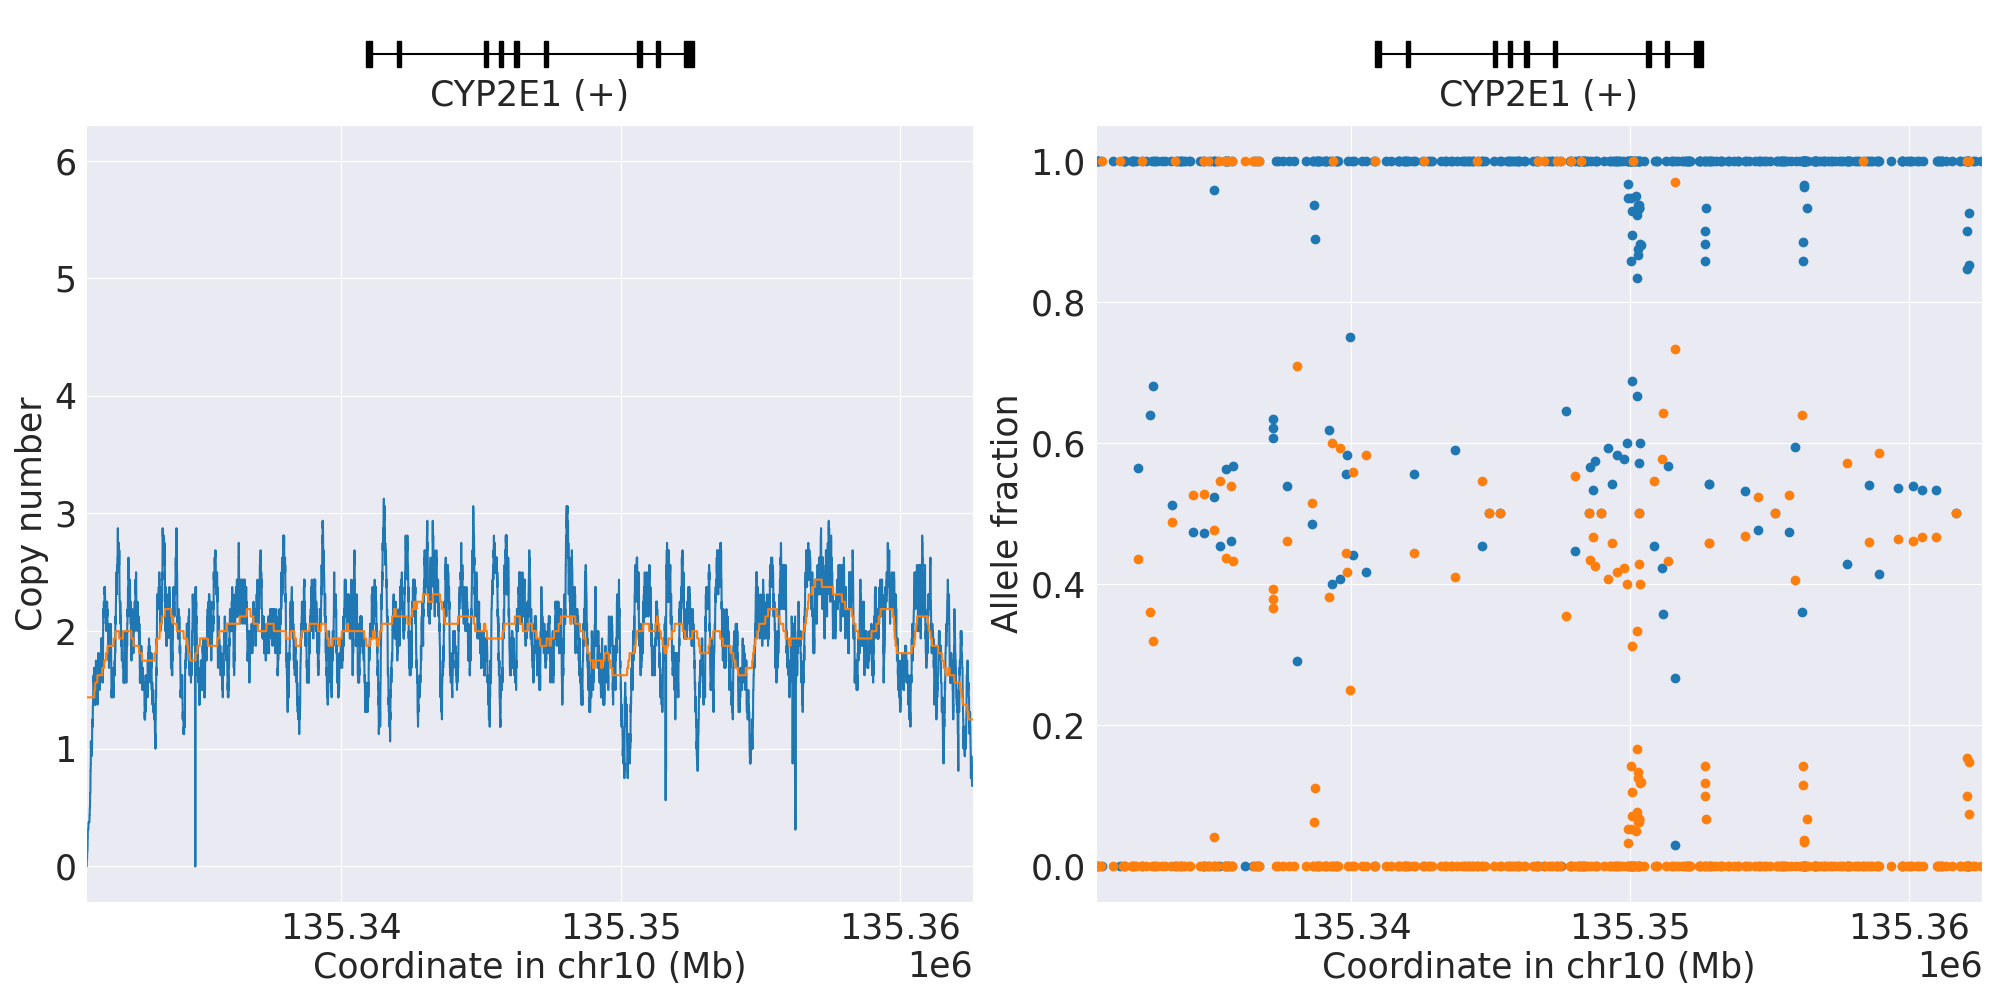 CYP2E1 (+)
6
5
4
3
2
1
0
Copy number
135.34 135.35 135.36
Coordinate in chr10 (Mb)
1e6
CYP2E1 (+)
1.0
0.8
0.6
0.4
0.2
0.0
Allele fraction
135.34 135.35 135.36
Coordinate in chr10 (Mb)
1e6